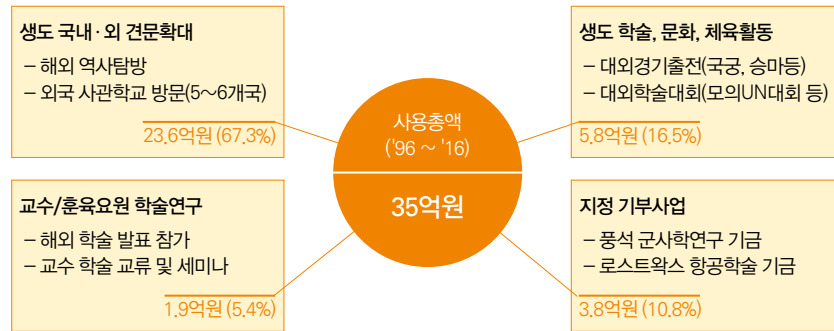 생도 국내·외 견문확대
– 해외 역사탐방
– 외국 사관학교 방문(5~6개국)
23.6억원 (67.3%)
생도 학술, 문화, 체육활동
– 대외경기출전(국궁, 승마등)
– 대외학술대회(모의UN대회 등)
5.8억원 (16.5%)
사용총액
('96 ~ '16)
35억원
교수/훈육요원 학술연구
– 해외 학술 발표 참가
– 교수 학술 교류 및 세미나
1.9억원 (5.4%)
지정 기부사업
– 풍석 군사학연구 기금
– 로스트왁스 항공학술 기금
3.8억원 (10.8%)